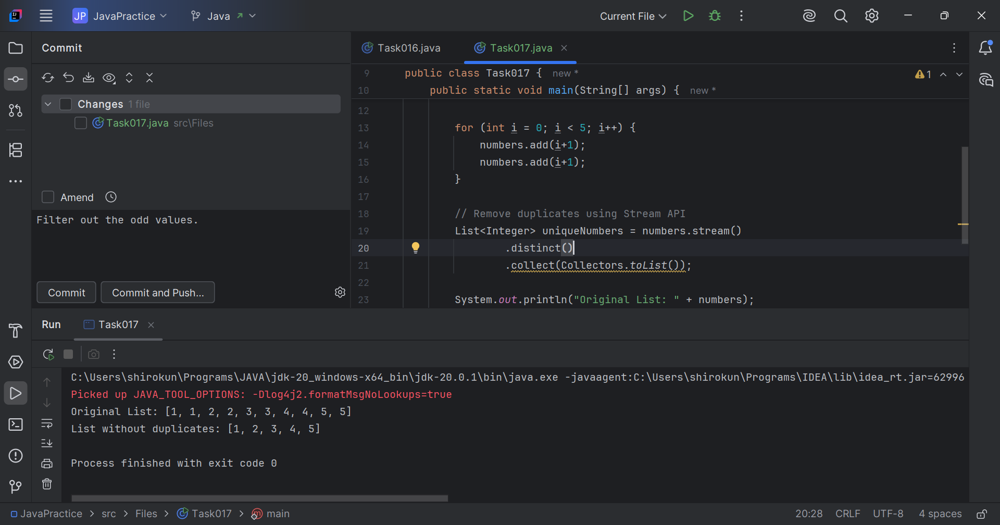 JP JavaPractice Java Current File
Commit
Changes 1 file
Task017.java src\Files
Amend
Filter out the odd values.
Commit Commit and Push...
Task016.java Task017.java
9 public class Task017 { new *
10 public static void main(String[] args) { new *
1
12
13 for (int i = 0; i < 5; i++) {
14 numbers.add(i+1);
15 numbers.add(i+1);
16 }
17
18 // Remove duplicates using Stream API
19 List<Integer> uniqueNumbers = numbers.stream()
20 .distinct()
21 .collect(Collectors.toList());
22
23 System.out.println("Original List: " + numbers);
Run Task017
C:\Users\shirokun\Programs\JAVA\jdk-20_windows-x64_bin\jdk-20.0.1\bin\java.exe -javaagent:C:\Users\shirokun\Programs\IDEA\lib\idea_rt.jar=62996
Picked up JAVA_TOOL_OPTIONS: -Dlog4j2.formatMsgNoLookups=true
Original List: [1, 1, 2, 2, 3, 3, 4, 4, 5, 5]
List without duplicates: [1, 2, 3, 4, 5]
Process finished with exit code 0
JavaPractice > src > Files > Task017 > main
20:28 CRLF UTF-8 4 spaces